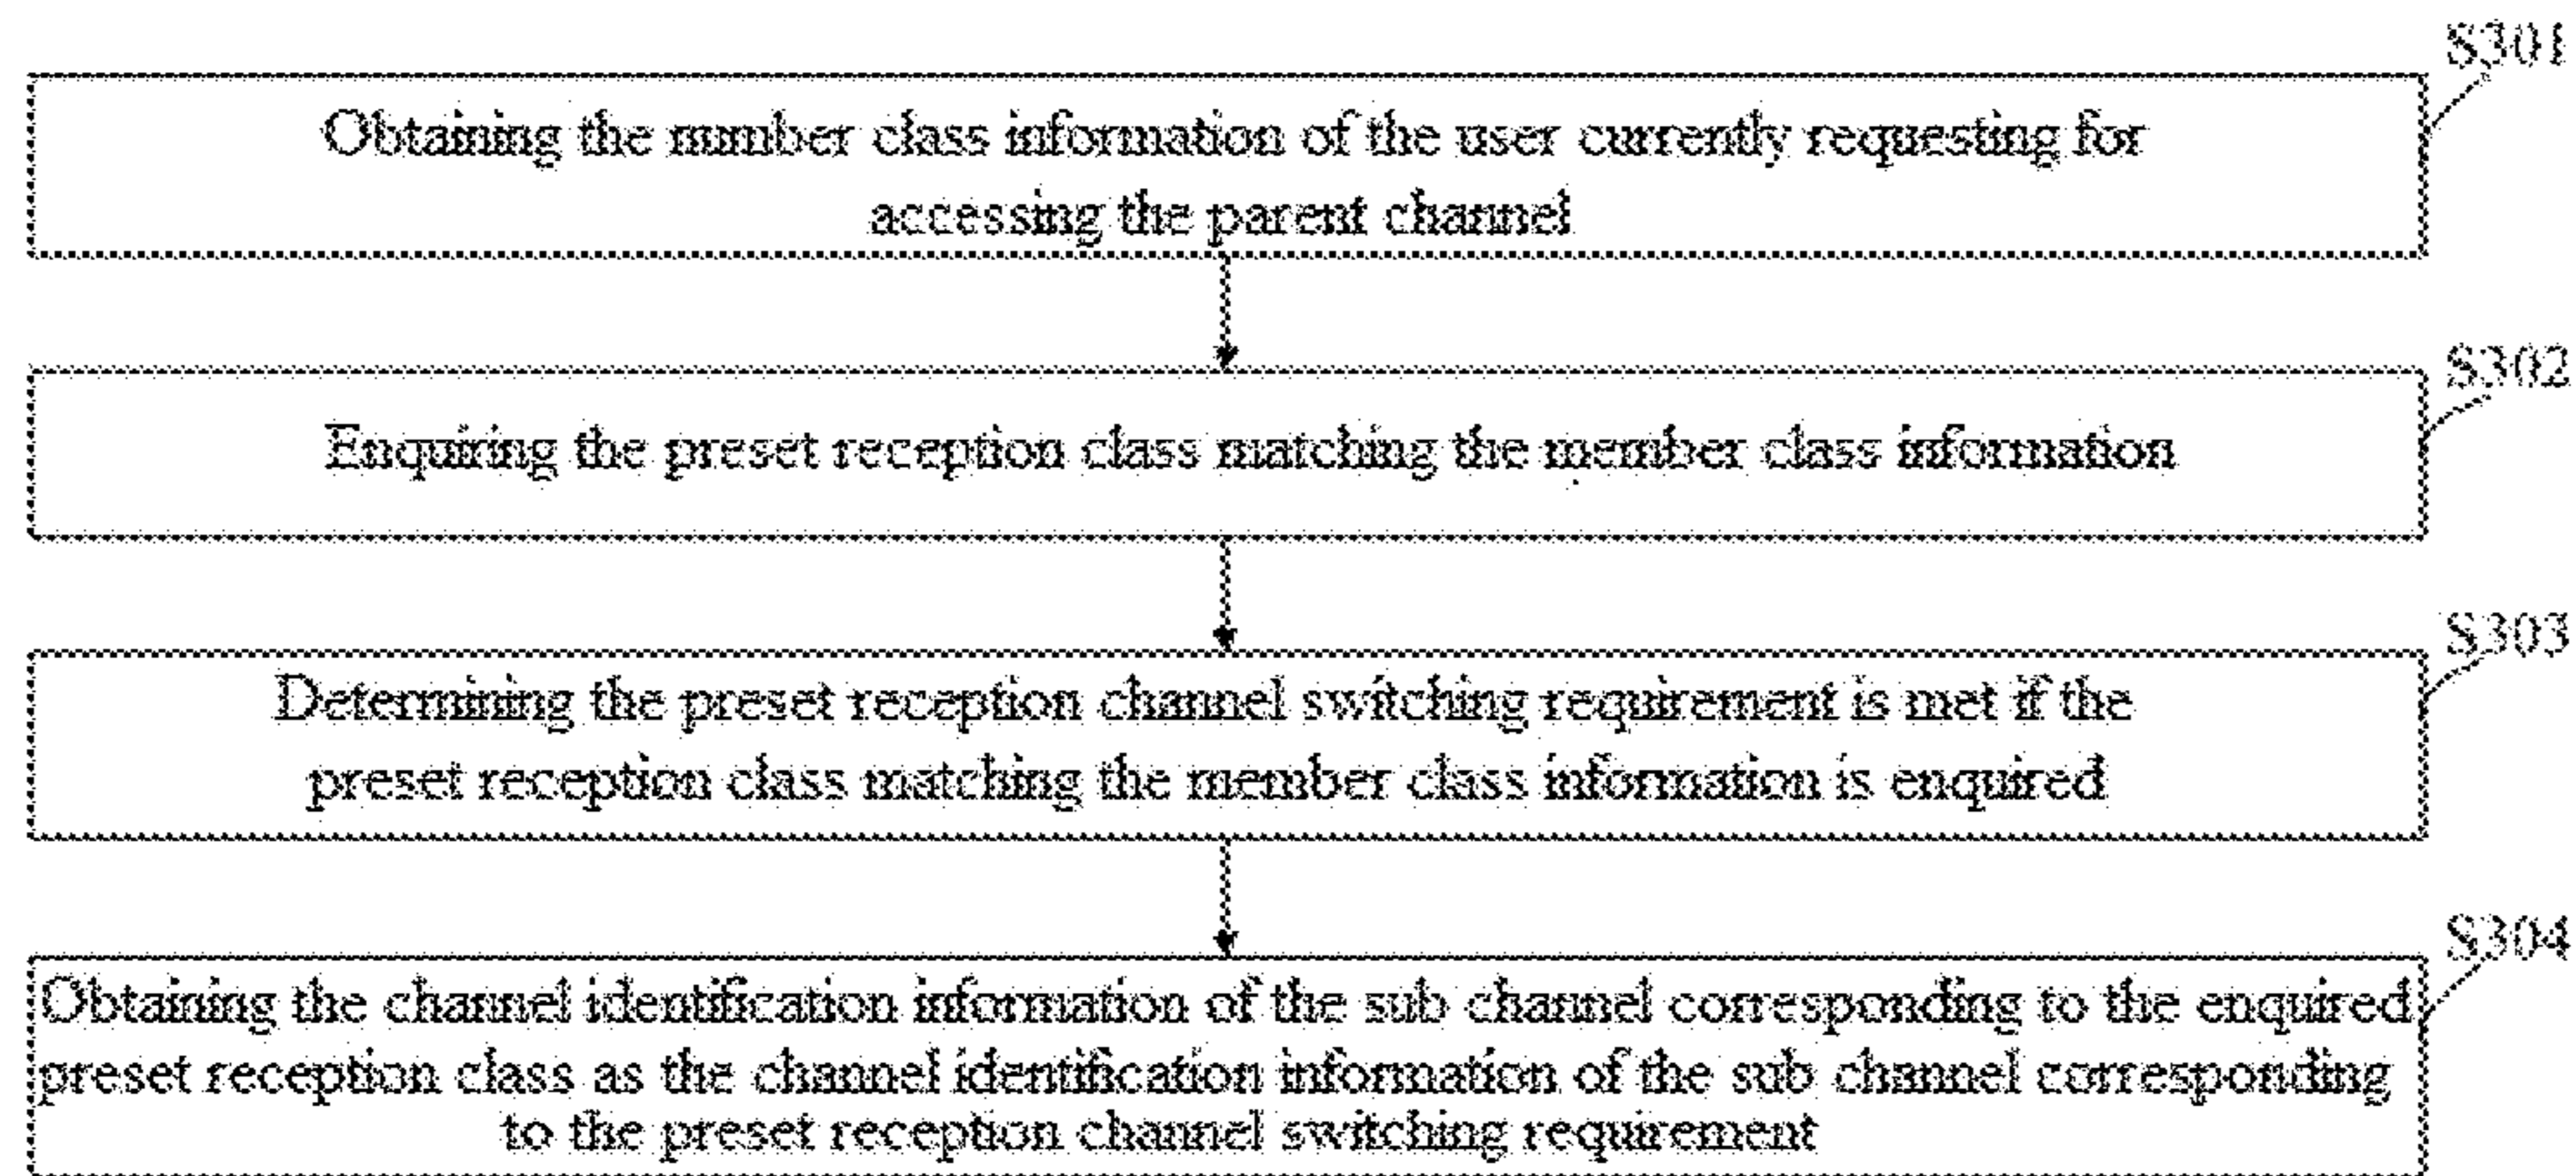 S301
Obtaining the number class information of the user currently requesting for
accessing the parent channel
S302
Enquiring the preset reception class matching the member class information
S303
Determining the preset reception channel switching requirement is met if the
preset reception class matching the member class information is enquired
S304
Obtaining the channel identification information of the sub channel corresponding to the enquired
preset reception class as the channel identification information of the sub channel corresponding
to the preset reception channel switching requirement